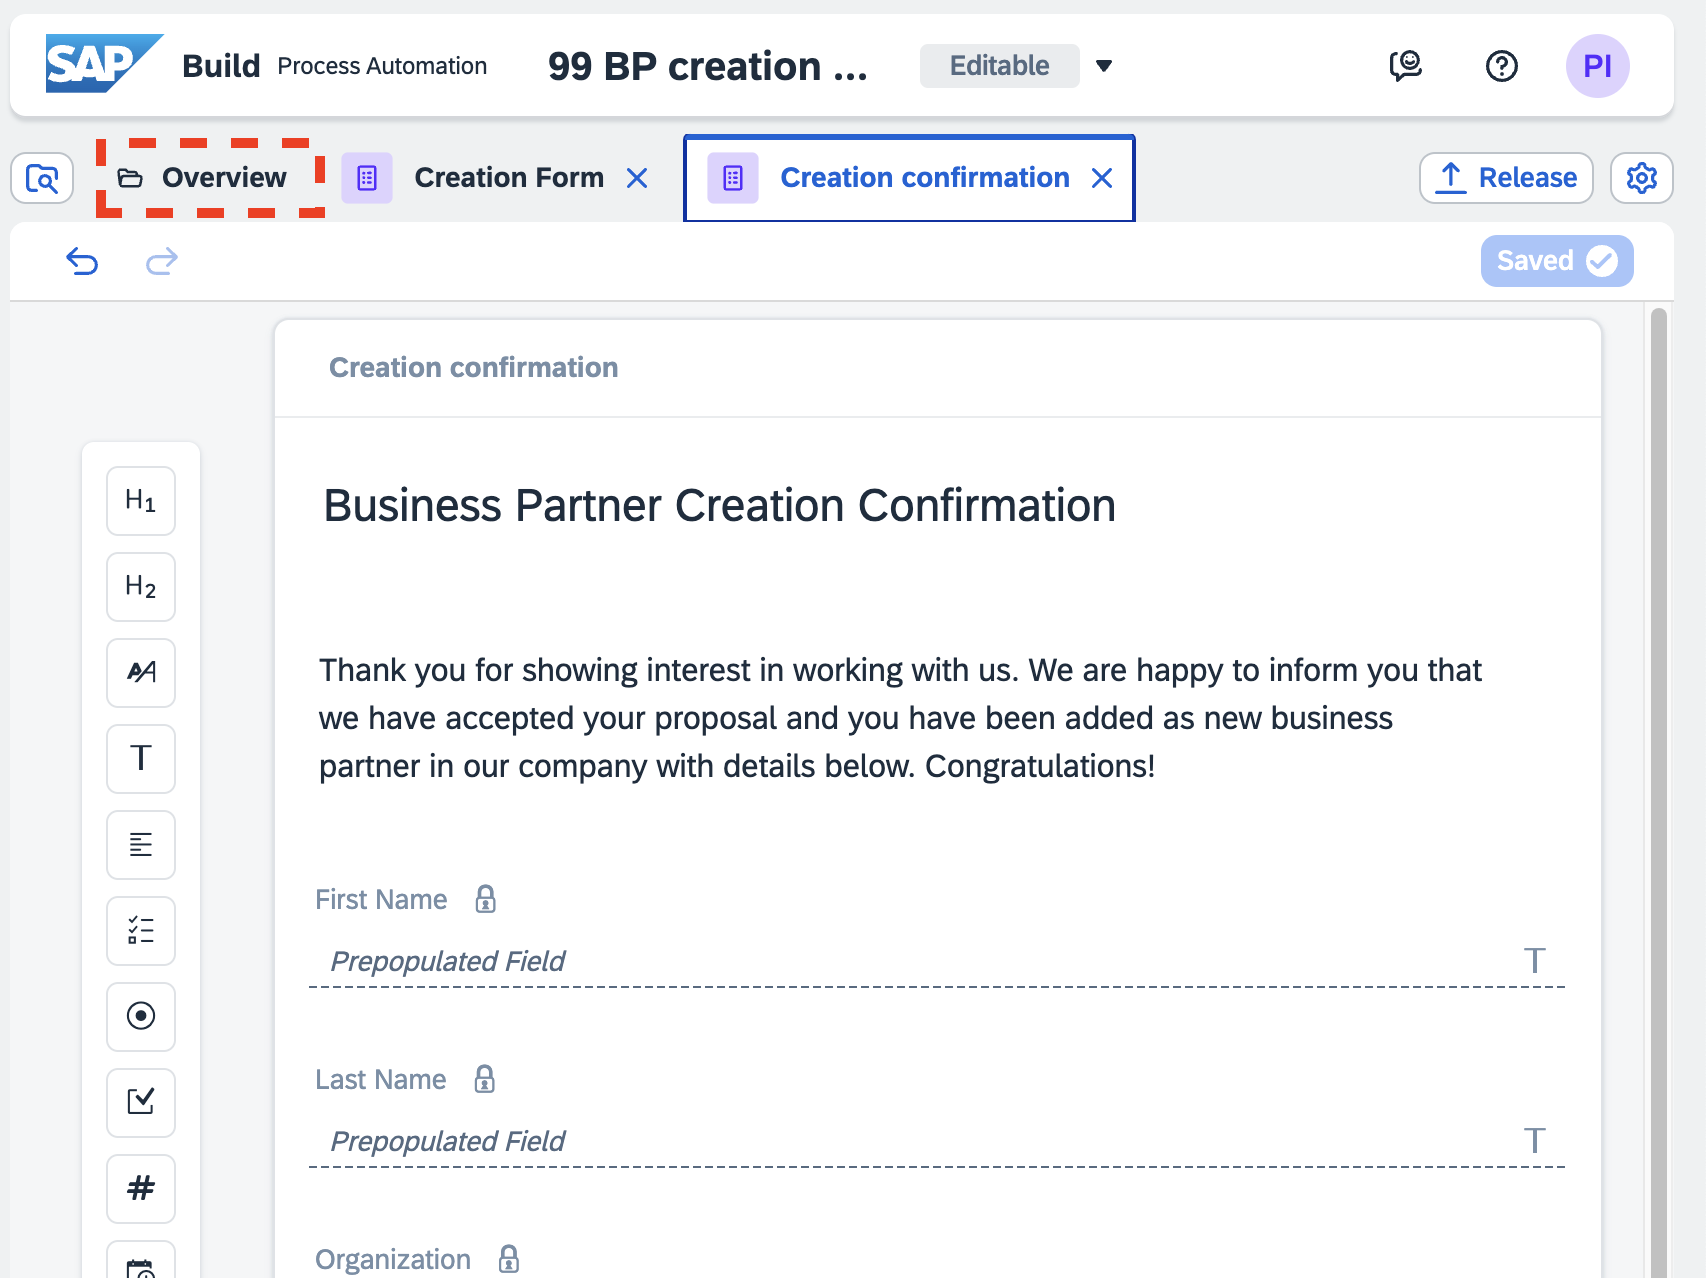 SAP Build Process Automation 99 BP creation ... Editable PI
Overview Creation Form Creation confirmation Release
Saved
Creation confirmation
Business Partner Creation Confirmation
Thank you for showing interest in working with us. We are happy to inform you that
we have accepted your proposal and you have been added as new business
partner in our company with details below. Congratulations!
First Name
Prepopulated Field T
Last Name
Prepopulated Field T
Organization
H1
H2
AA
T
#